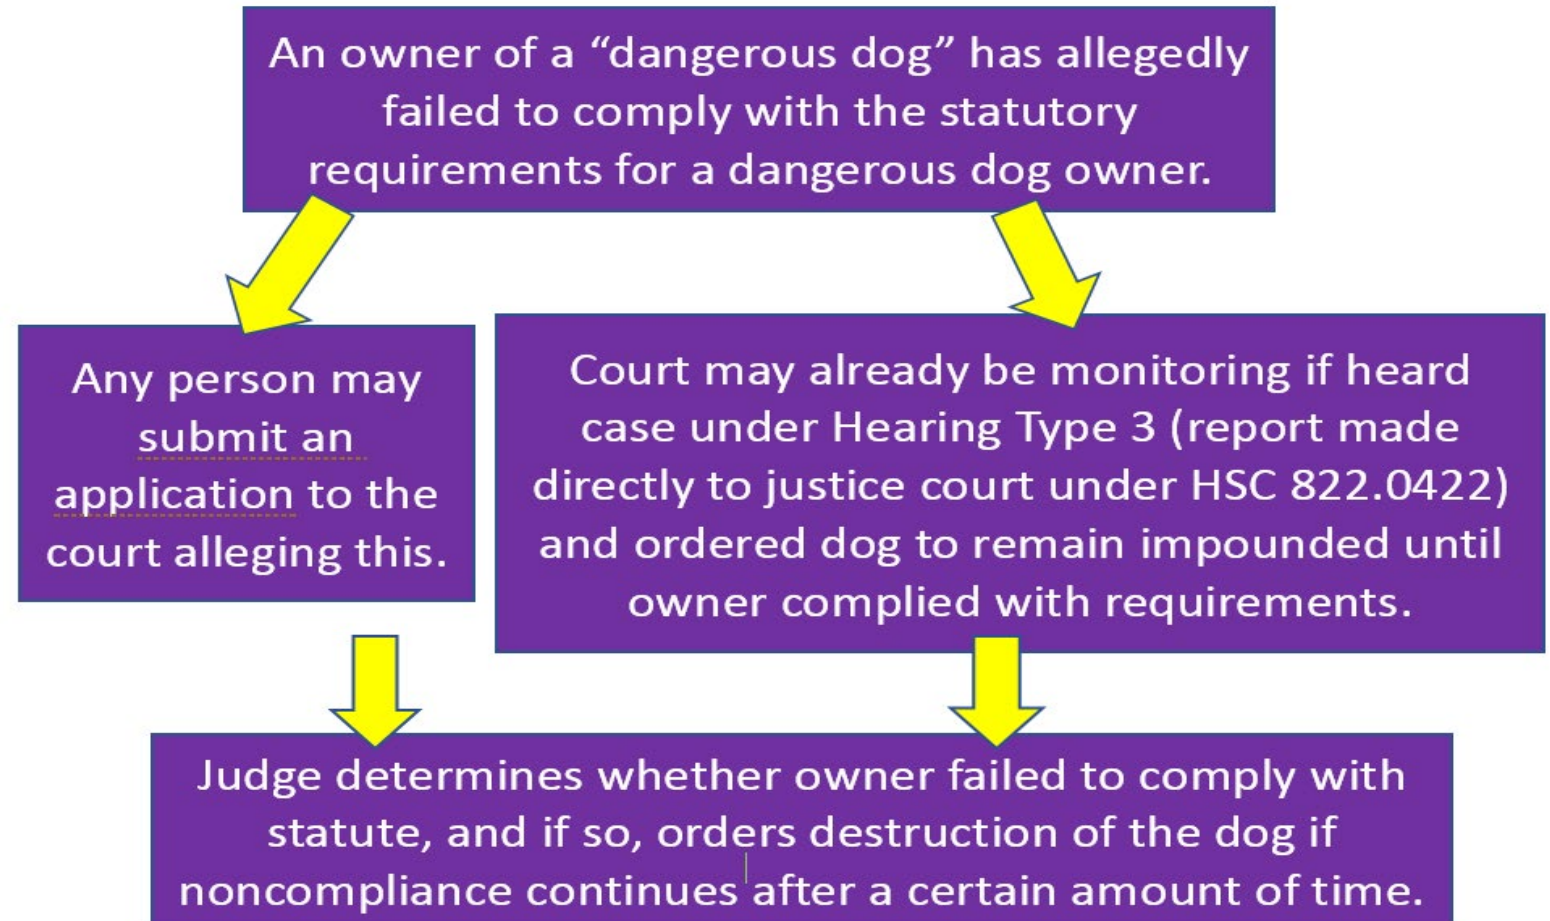 An owner of a “dangerous dog” has allegedly
failed to comply with the statutory
requirements for a dangerous dog owner.
Any person may
submit an
application to the
court alleging this.
Court may already be monitoring if heard
case under Hearing Type 3 (report made
directly to justice court under HSC 822.0422)
and ordered dog to remain impounded until
owner complied with requirements.
Judge determines whether owner failed to comply with
statute, and if so, orders destruction of the dog if
noncompliance continues after a certain amount of time.